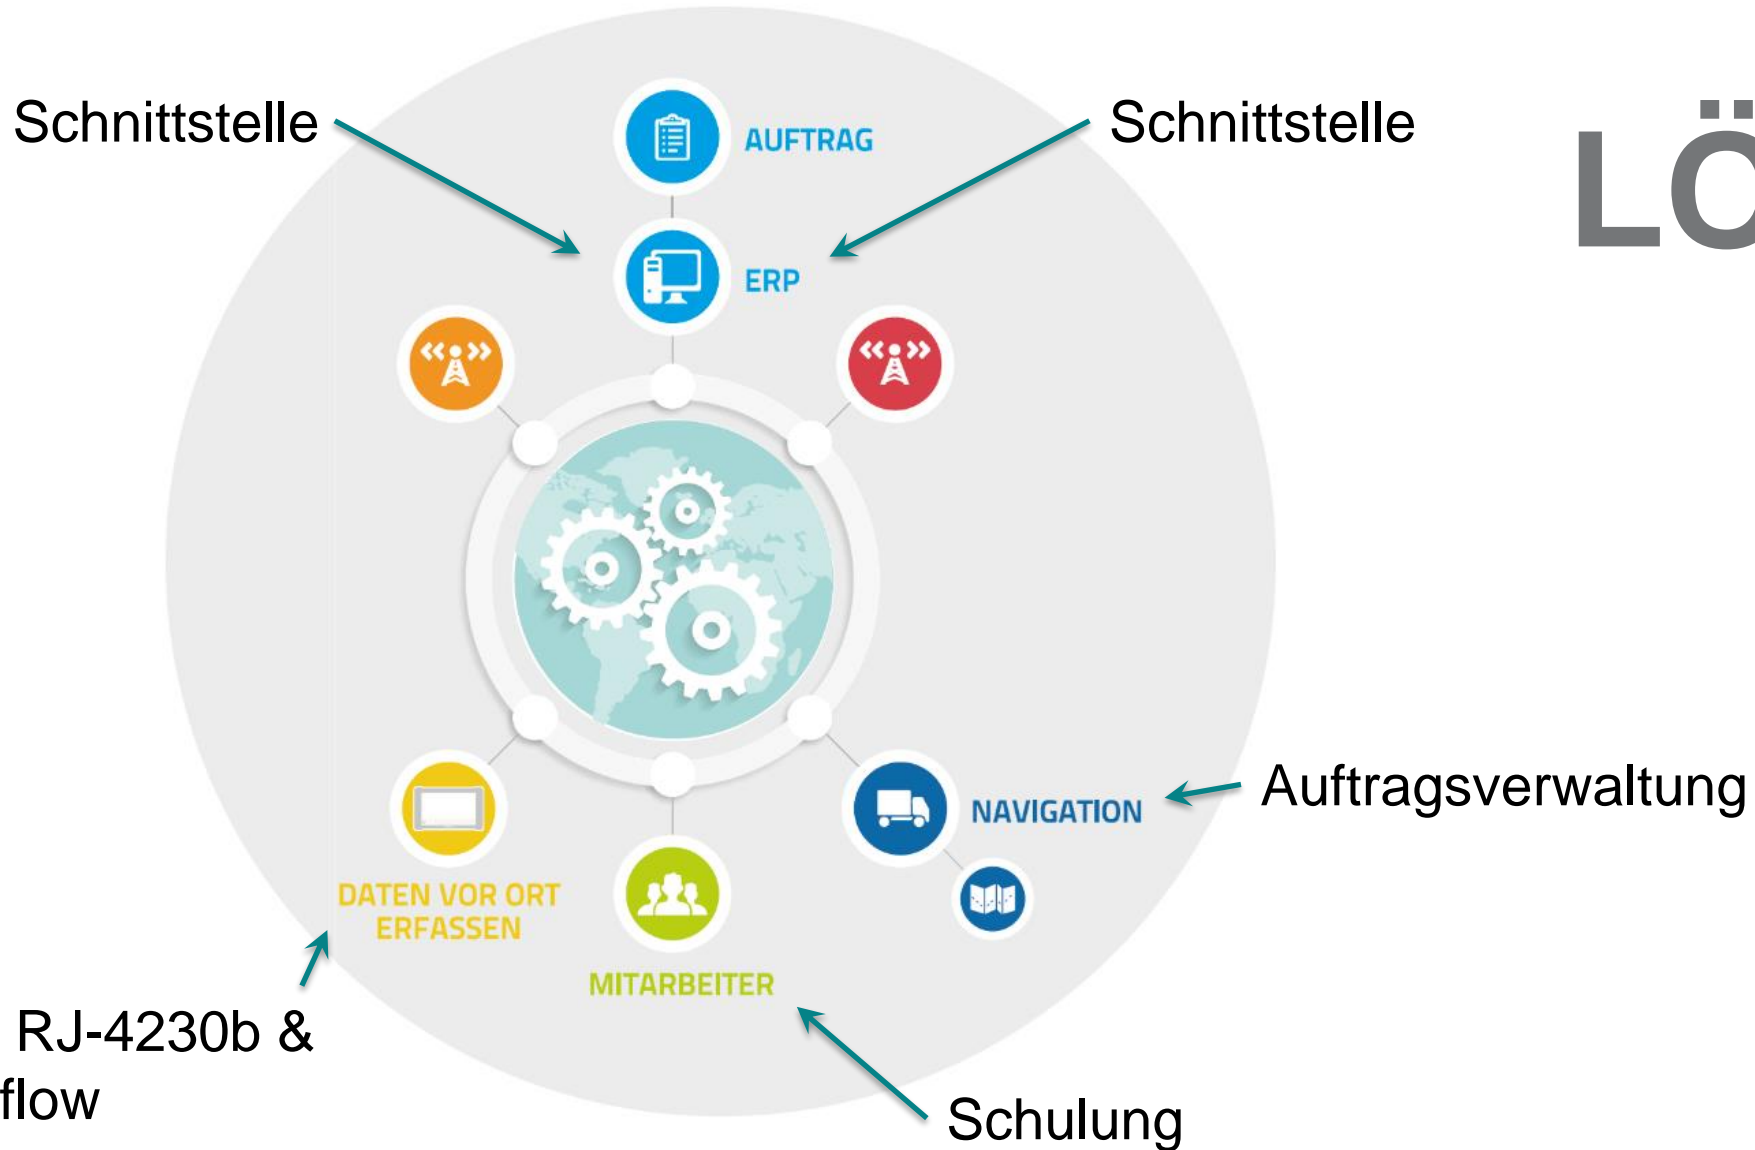 Schnittstelle
AUFTRAG
Schnittstelle
LÖ
ERP
NAVIGATION
Auftragsverwaltung
DATEN VOR ORT
ERFASSEN
MITARBEITER
RJ-4230b &
flow
Schulung